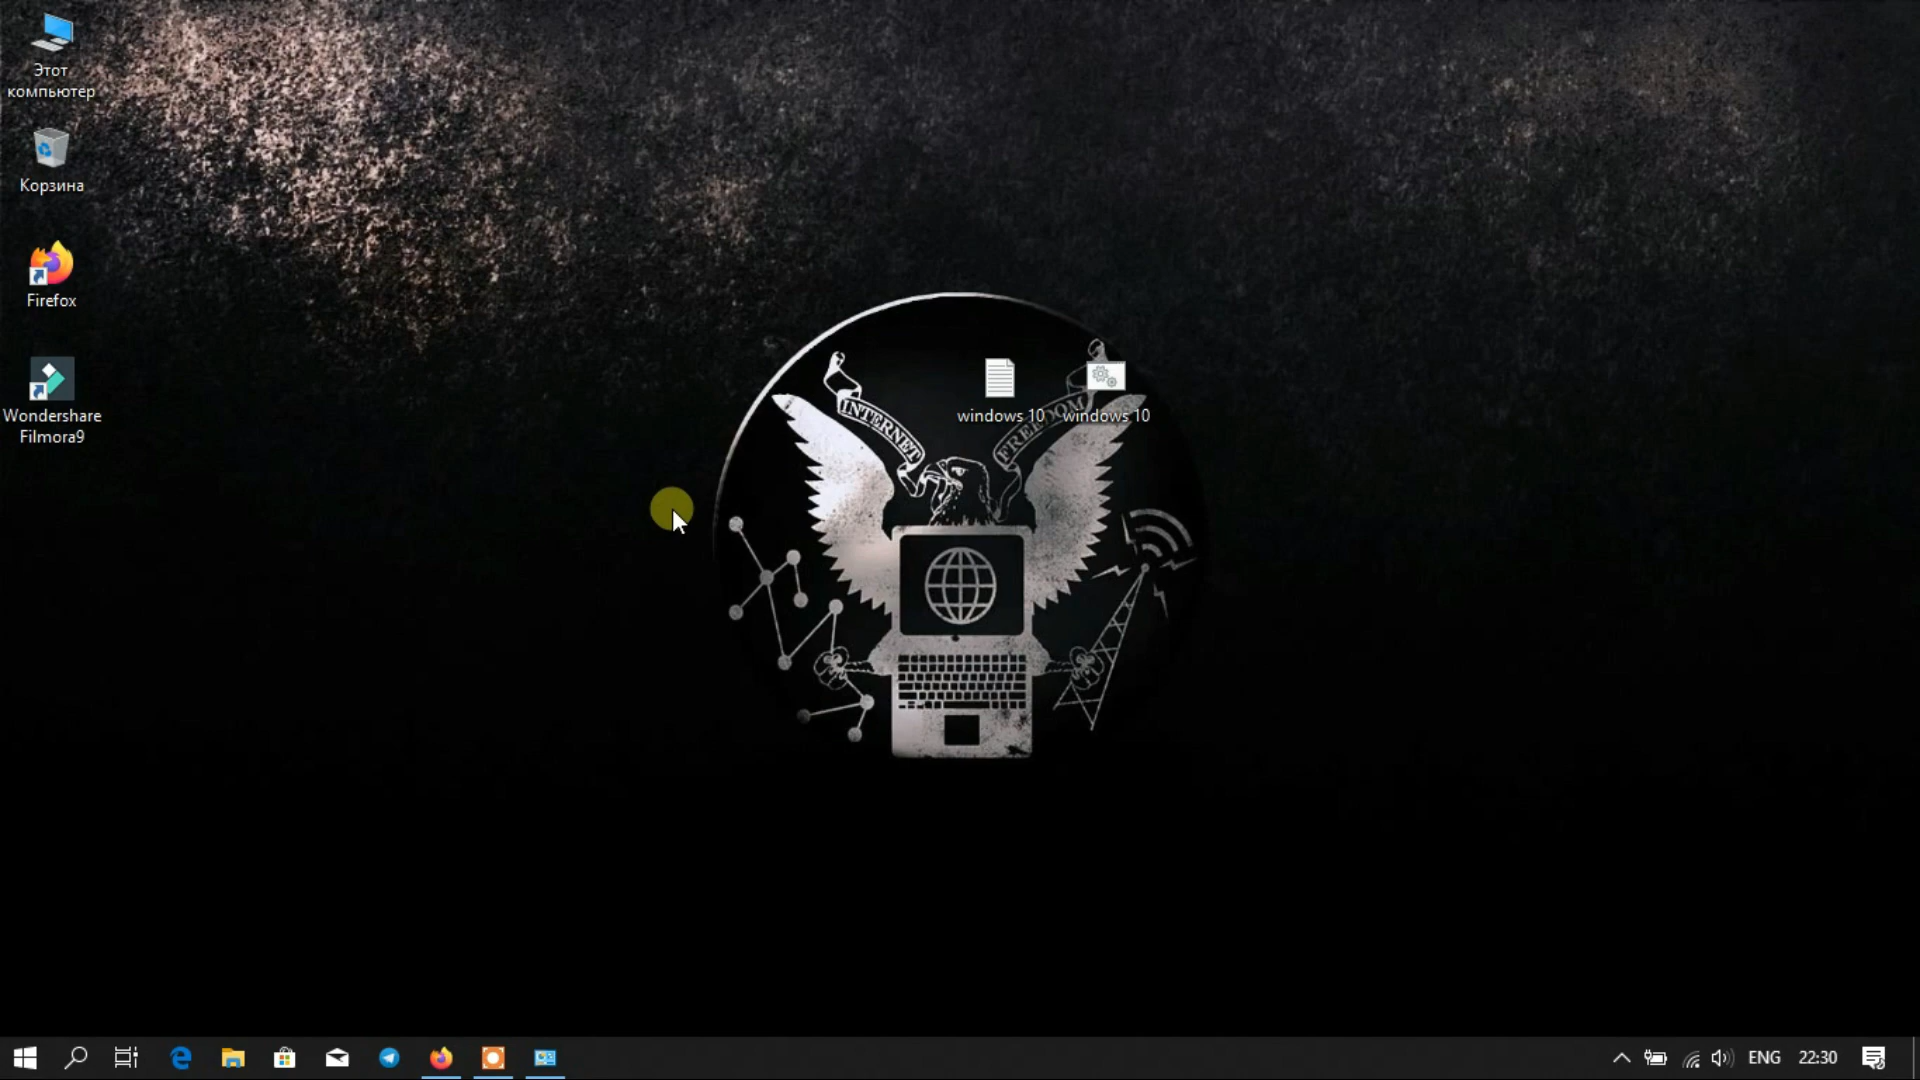 Этот
компьютер
Корзина
Firefox
Wondershare
Filmora9
windows 10
windows 10
INTERNET
FREEDOM
ENG
22:30